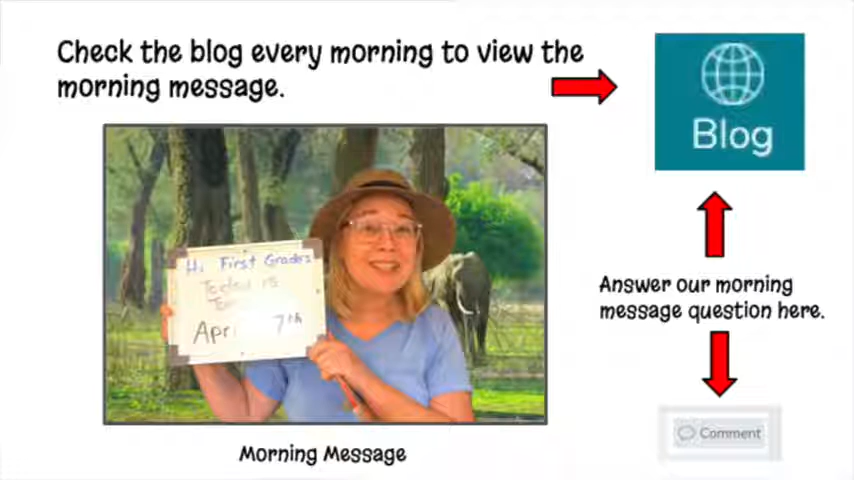 Check the blog every morning to view the
morning message.
Blog
Hi First Graders
Today is
April 7th
Answer our morning
message question here.
Comment
Morning Message